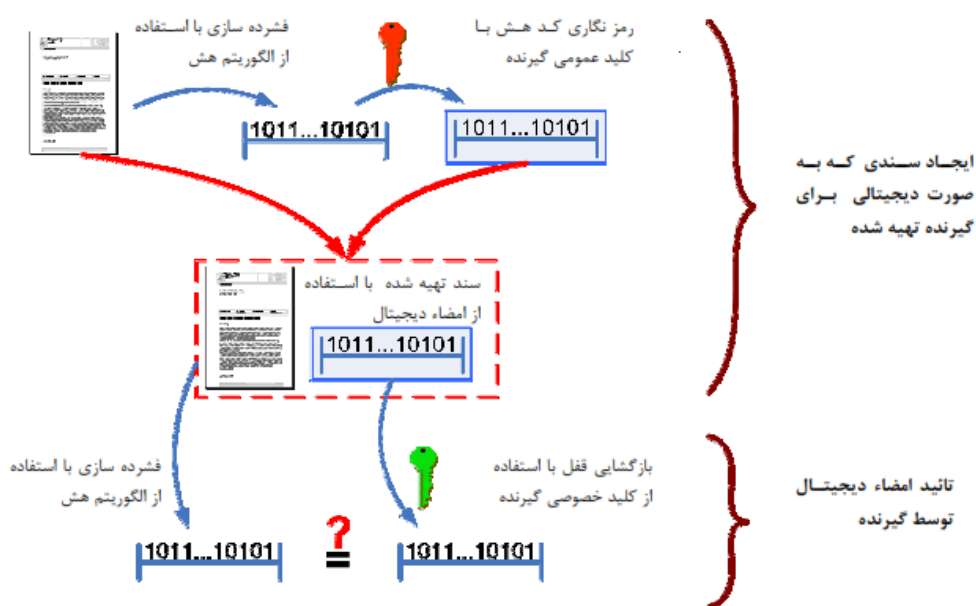 فشرده سازی با استفاده
از الگوریتم هش
رمز نگاری کد هش با
کلید عمومی گیرنده
1011...10101
1011...10101
ایجاد سندی که به
صورت دیجیتالی برای
گیرنده تهیه شده
سند تهیه شده با استفاده
از امضاء دیجیتال
1011...10101
فشرده سازی با استفاده
از الگوریتم هش
بازگشایی قفل با استفاده
از کلید خصوصی گیرنده
تائید امضاء دیجیتال
توسط گیرنده
1011...10101
?
=
1011...10101